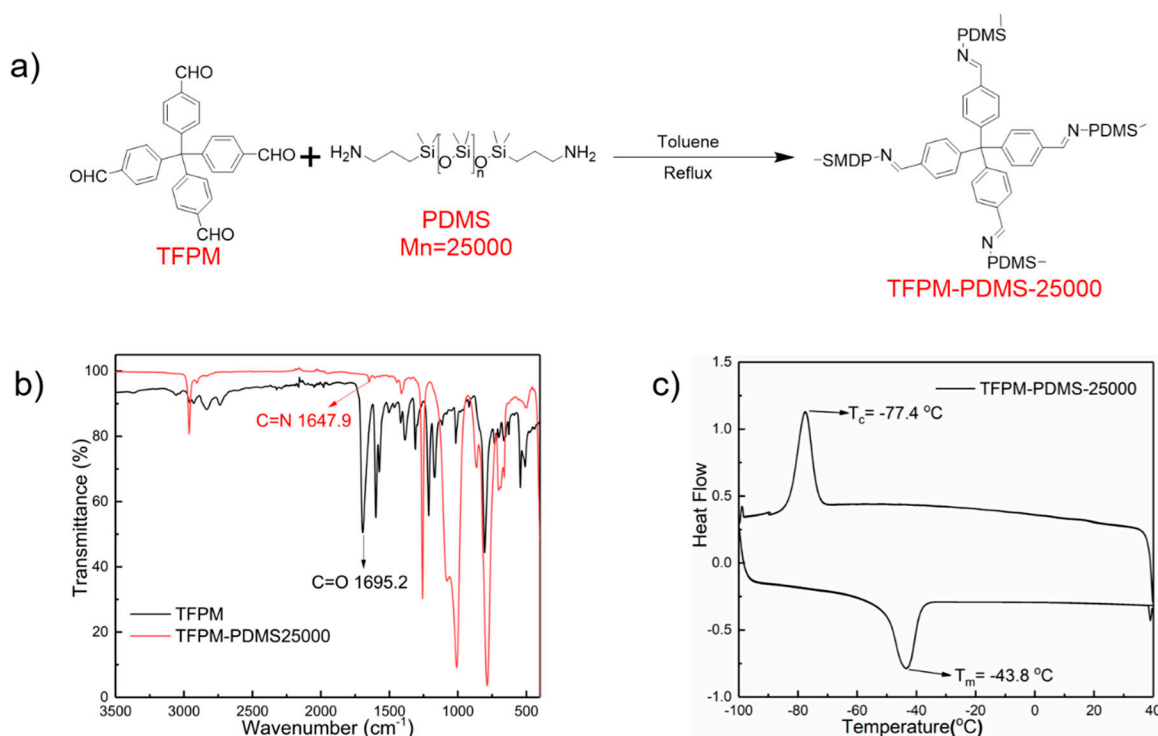 a)
CHO
CHO
OHC
CHO
TFPM
+
H2N
Si
O
Si
n
O
Si
NH2
PDMS
Mn=25000
Toluene
Reflux
PDMS
N
N
PDMS
SMDP
N
N
PDMS
TFPM-PDMS-25000
b)
Transmittance (%)
100
80
60
40
20
0
C=N 1647.9
C=O 1695.2
TFPM
TFPM-PDMS25000
3500 3000 2500 2000 1500 1000 500
Wavenumber (cm-1)
c)
Heat Flow
1.5
1.0
0.5
0.0
-0.5
-1.0
TFPM-PDMS-25000
Tc= -77.4 oC
Tm= -43.8 oC
-100 -80 -60 -40 -20 0 20 40
Temperature(oC)